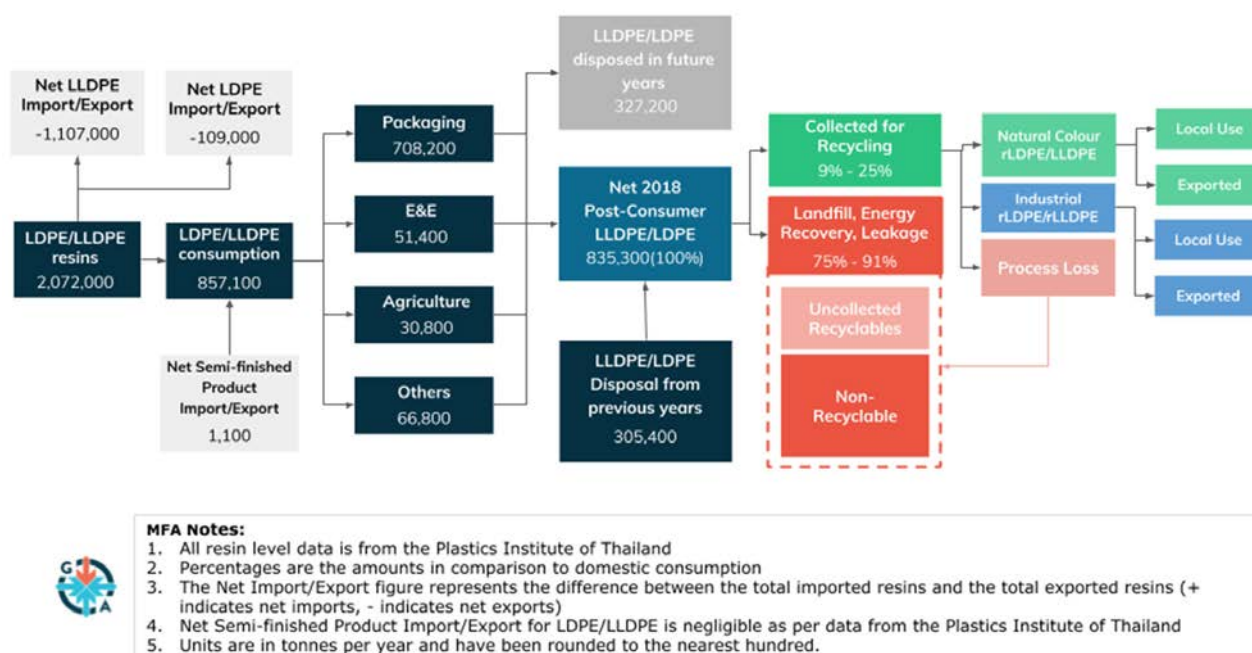 Net LLDPE
Import/Export
-1,107,000
Net LDPE
Import/Export
-109,000
LDPE/LLDPE
resins
2,072,000
LDPE/LLDPE
consumption
857,100
Net Semi-finished
Product
Import/Export
1,100
Packaging
708,200
E&E
51,400
Agriculture
30,800
Others
66,800
LLDPE/LDPE
disposed in future
years
327,200
Net 2018
Post-Consumer
LLDPE/LDPE
835,300(100%)
LLDPE/LDPE
Disposal from
previous years
305,400
Collected for
Recycling
9% - 25%
Landfill, Energy
Recovery, Leakage
75% - 91%
Uncollected
Recyclables
Non-
Recyclable
Natural Colour
rLDPE/LLDPE
Industrial
rLDPE/rLLDPE
Process Loss
Local Use
Exported
Local Use
Exported
G
A
MFA Notes:
1. All resin level data is from the Plastics Institute of Thailand
2. Percentages are the amounts in comparison to domestic consumption
3. The Net Import/Export figure represents the difference between the total imported resins and the total exported resins (+
indicates net imports, - indicates net exports)
4. Net Semi-finished Product Import/Export for LDPE/LLDPE is negligible as per data from the Plastics Institute of Thailand
5. Units are in tonnes per year and have been rounded to the nearest hundred.